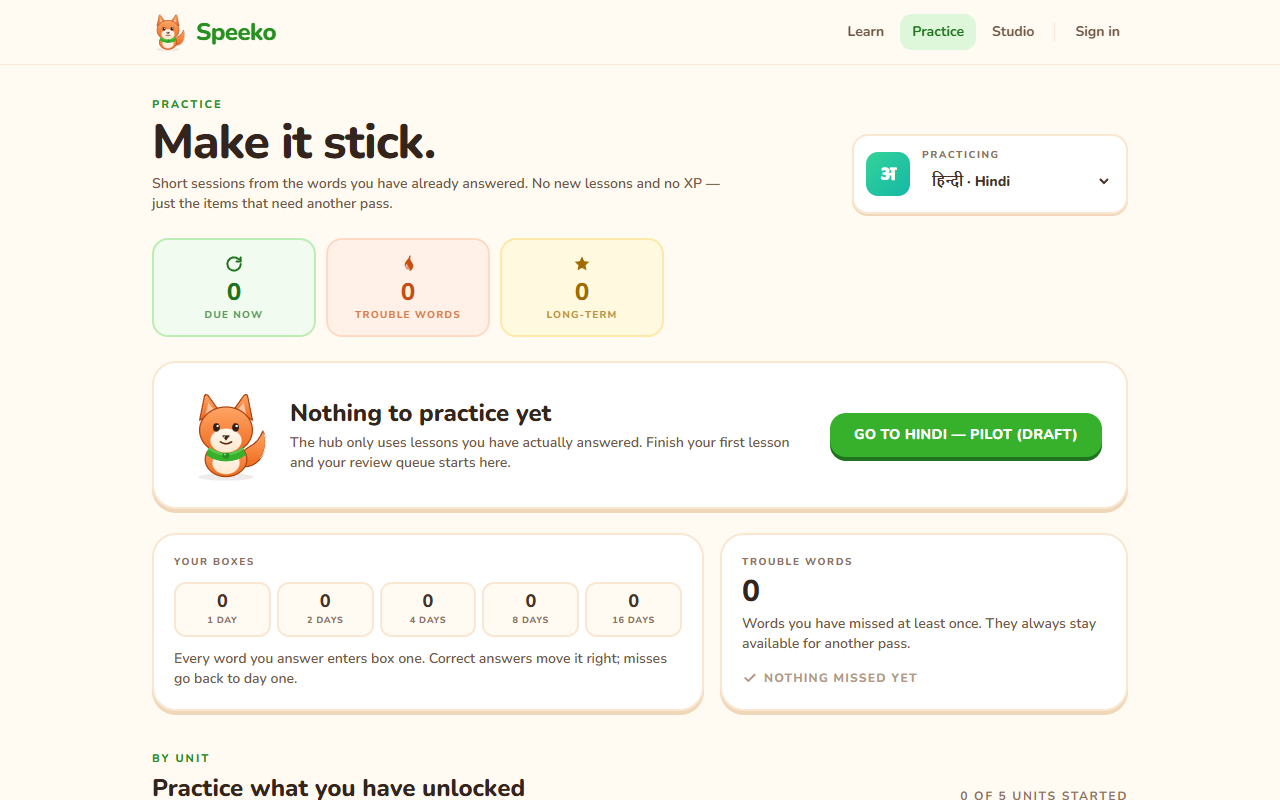 Speeko
Learn
Practice
Studio
Sign in
PRACTICE
Make it stick.
Short sessions from the words you have already answered. No new lessons and no XP —
just the items that need another pass.
अ
PRACTICING
हिन्दी · Hindi
0
DUE NOW
0
TROUBLE WORDS
0
LONG-TERM
Nothing to practice yet
The hub only uses lessons you have actually answered. Finish your first lesson
and your review queue starts here.
GO TO HINDI — PILOT (DRAFT)
YOUR BOXES
0
1 DAY
0
2 DAYS
0
4 DAYS
0
8 DAYS
0
16 DAYS
Every word you answer enters box one. Correct answers move it right; misses
go back to day one.
TROUBLE WORDS
0
Words you have missed at least once. They always stay
available for another pass.
NOTHING MISSED YET
BY UNIT
Practice what you have unlocked
0 OF 5 UNITS STARTED